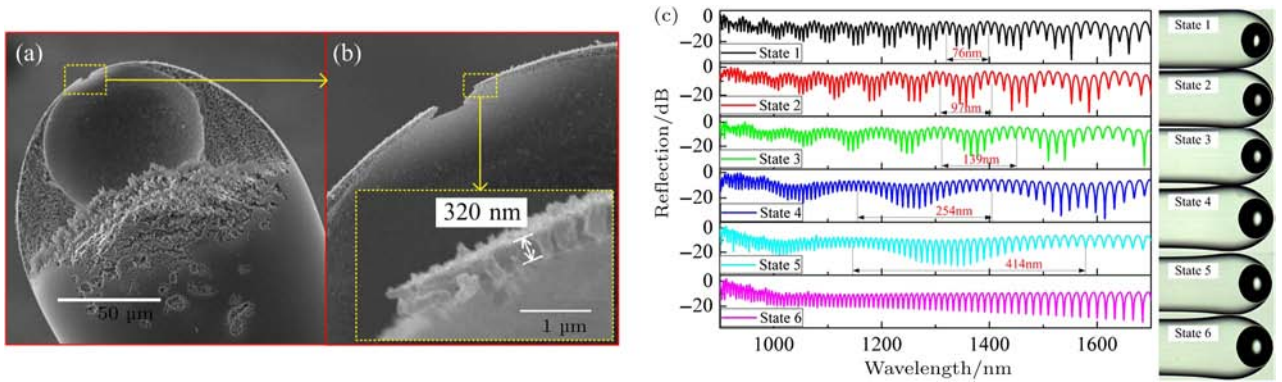 (a)
50 μm
(b)
320 nm
1 μm
(c)
Reflection/dB
0
−20
State 1
76nm
0
−20
State 2
97nm
0
−20
State 3
139nm
0
−20
State 4
254nm
0
−20
State 5
414nm
0
−20
State 6
1000
1200
1400
1600
Wavelength/nm
State 1
State 2
State 3
State 4
State 5
State 6